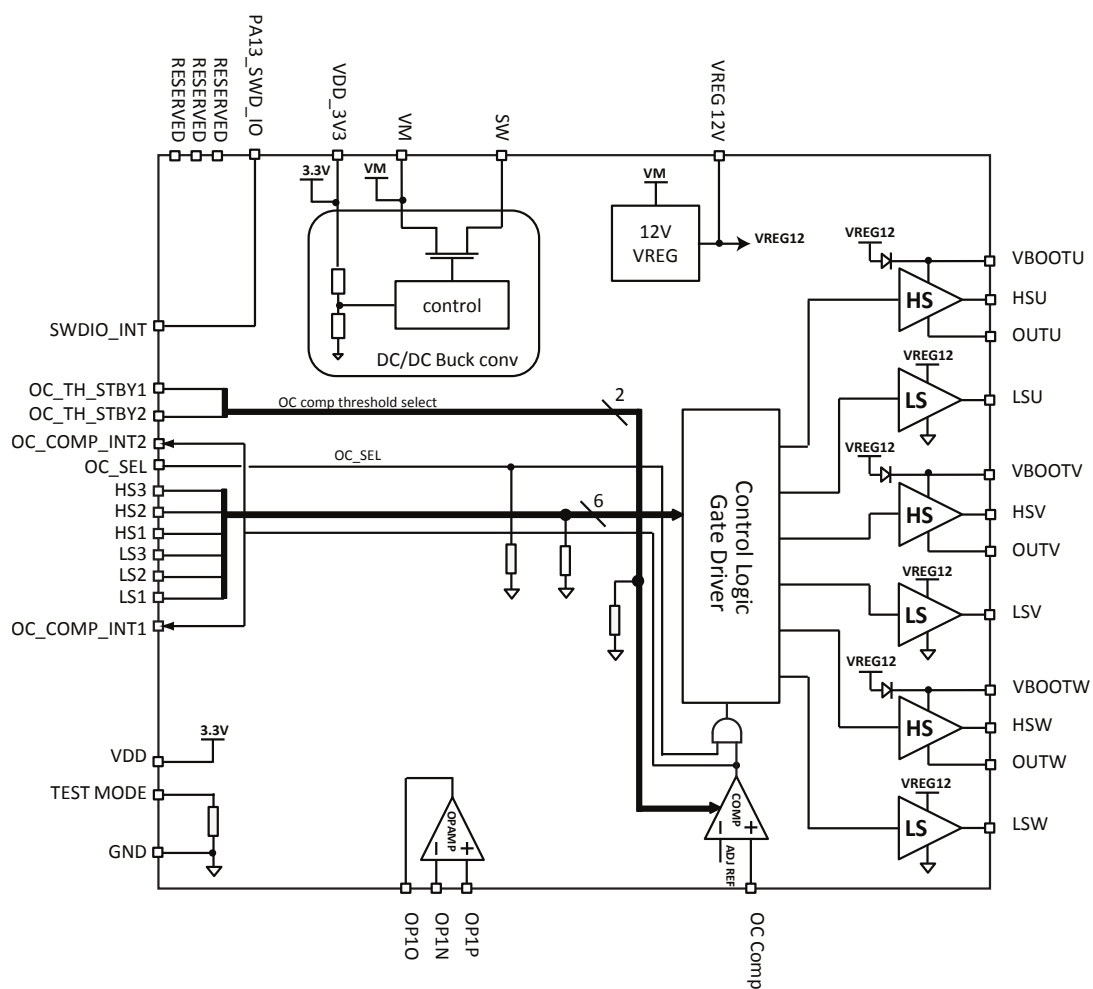 RESERVED
RESERVED
RESERVED
PA13_SWD_IO
VDD_3V3
VM
SW
VREG 12V
3.3V
VM
VM
12V
VREG
VREG12
control
DC/DC Buck conv
SWDIO_INT
OC_TH_STBY1
OC_TH_STBY2
OC_COMP_INT2
OC_SEL
HS3
HS2
HS1
LS3
LS2
LS1
OC_COMP_INT1
OC comp threshold select
2
OC_SEL
6
Control Logic
Gate Driver
VREG12
HS
VBOOTU
HSU
OUTU
VREG12
LS
LSU
VREG12
HS
VBOOTV
HSV
OUTV
VREG12
LS
LSV
VREG12
HS
VBOOTW
HSW
OUTW
VREG12
LS
LSW
VDD
3.3V
TEST MODE
GND
OPAMP
− +
OP1O
OP1N
OP1P
COMP
− +
ADJ REF
OC Comp